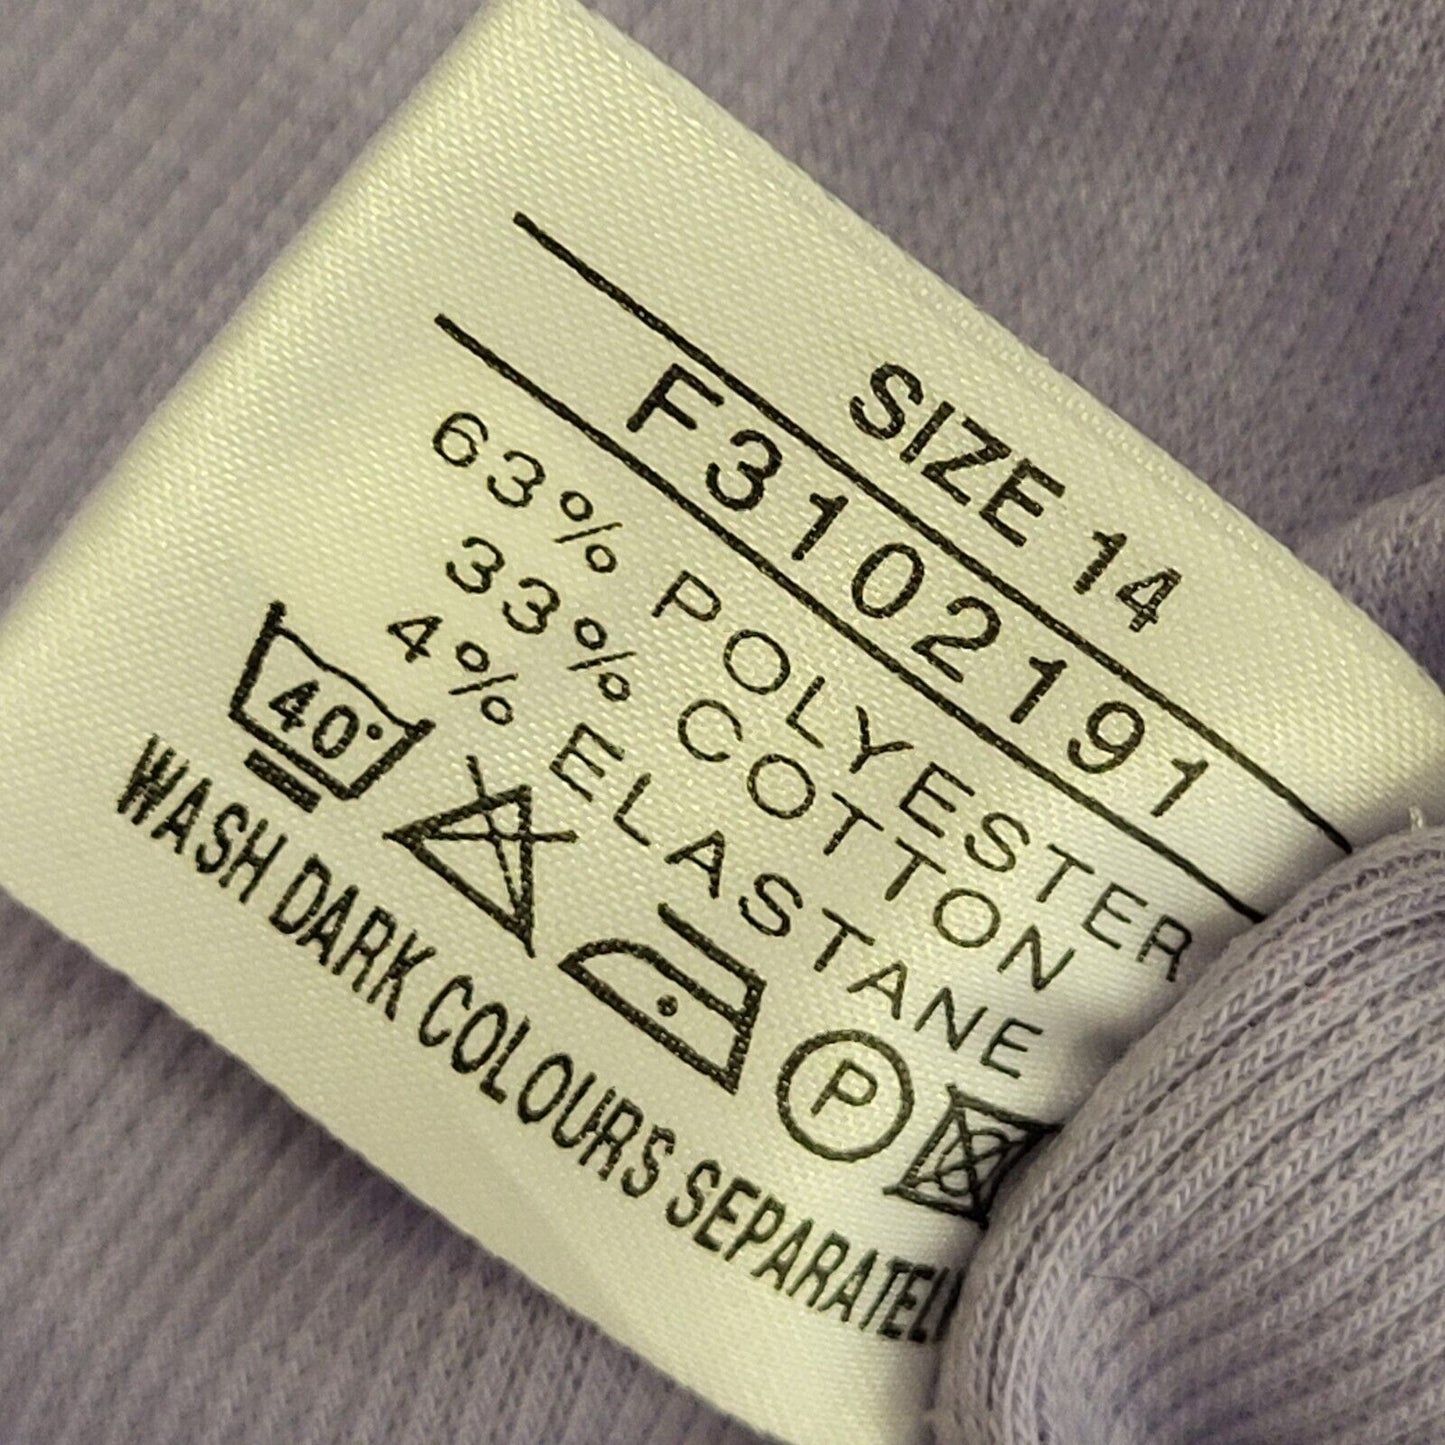 SIZE 14
F3102191
63% POLYESTER
33% COTTON
4% ELASTANE
40°
P
WASH DARK COLOURS SEPARATEL